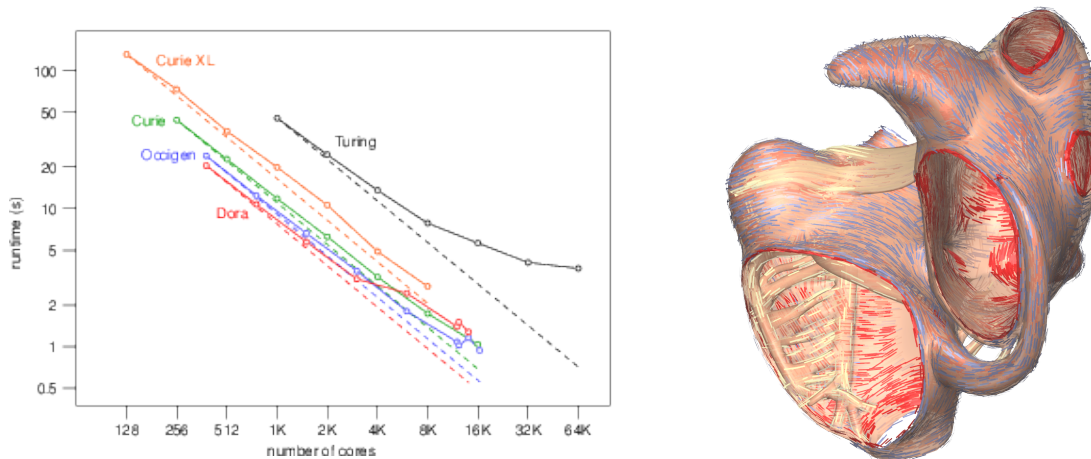 Curie XL
100
50
Curie
Turing
Occigen
20
10
Dora
runtime (s)
5
2
1
0.5
128 256 512 1K 2K 4K 8K 16K 32K 64K
number of cores